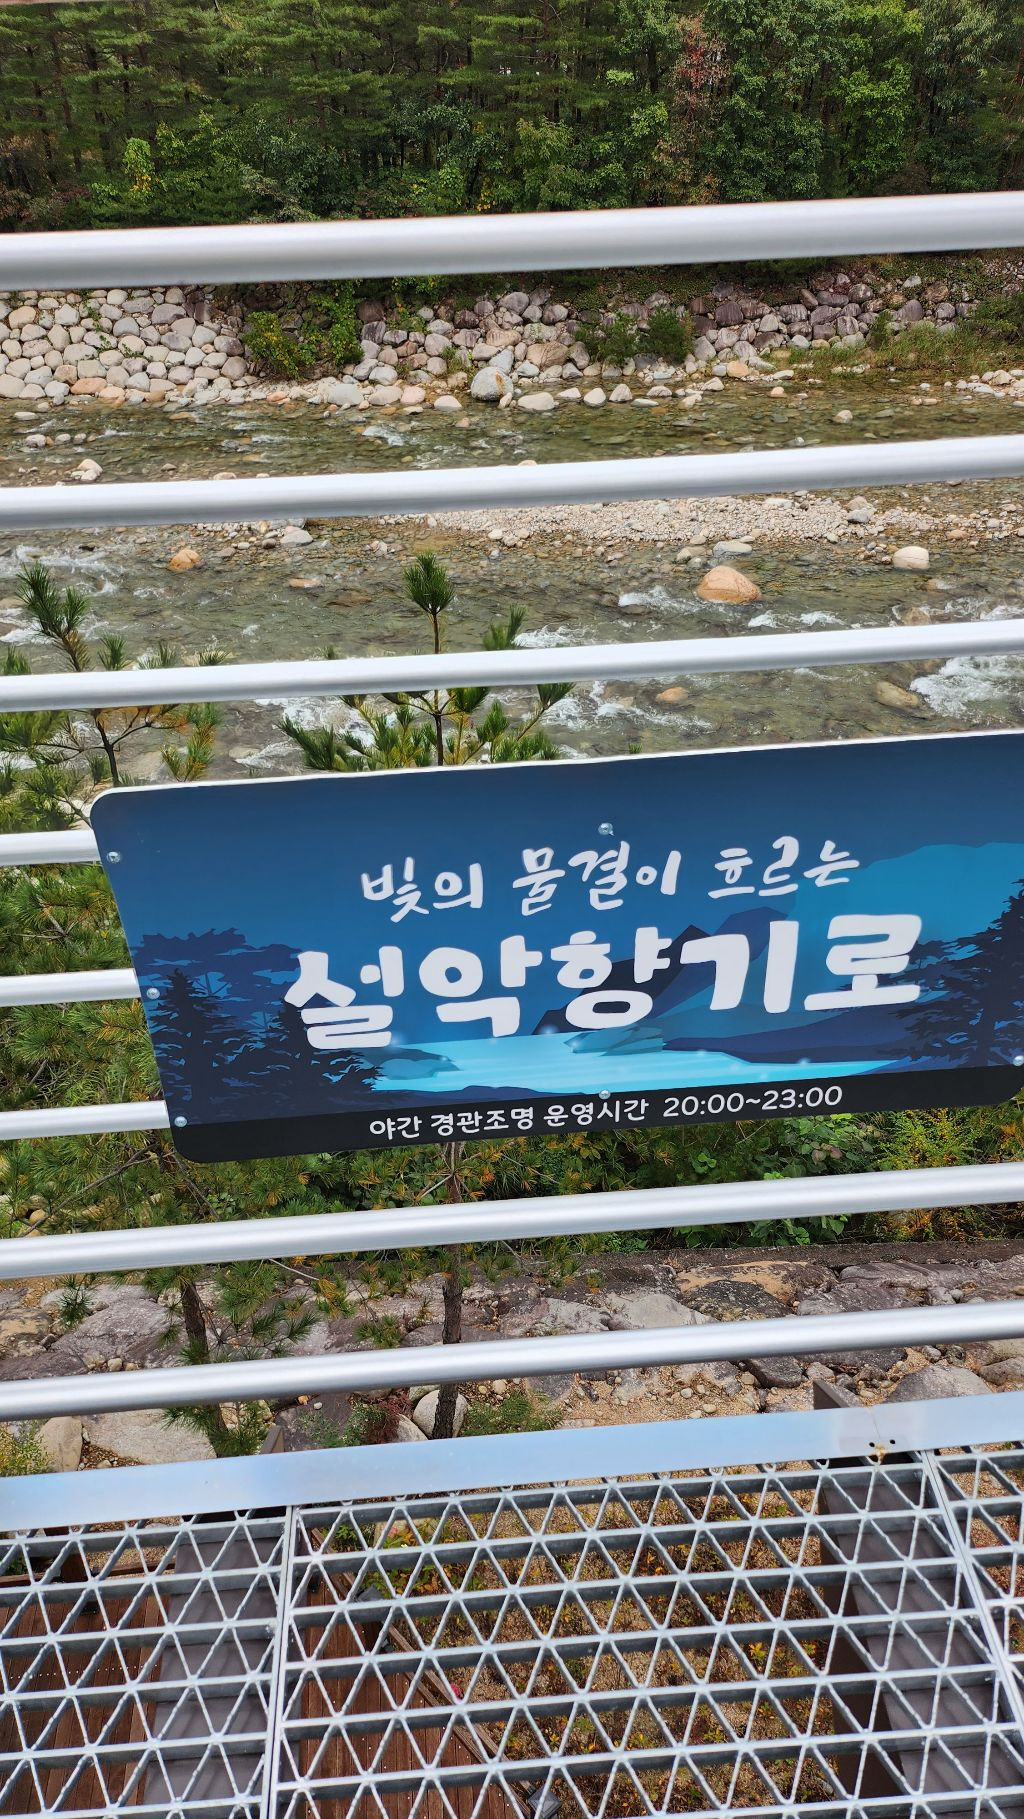 빛의 물결이 흐르는
설악향기로
야간 경관조명 운영시간 20:00~23:00